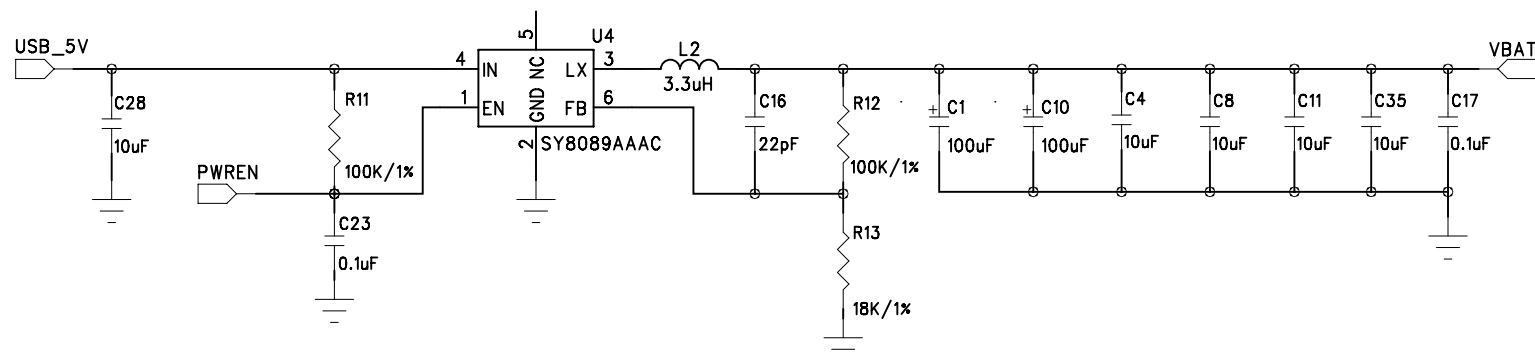 USB_5V
C28
10uF
R11
100K/1%
PWREN
C23
0.1uF
U4
5
NC
4
IN
LX
3
1
EN
GND
FB
6
2
SY8089AAAC
L2
3.3uH
C16
22pF
R12
100K/1%
R13
18K/1%
+ C1
100uF
+ C10
100uF
C4
10uF
C8
10uF
C11
10uF
C35
10uF
C17
0.1uF
VBAT